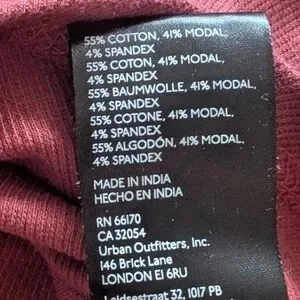 55% COTTON, 41% MODAL,
4% SPANDEX
55% COTON, 41% MODAL,
4% SPANDEX
55% BAUMWOLLE, 41% MODAL,
4% SPANDEX
55% COTONE, 41% MODAL,
4% SPANDEX
55% ALGODÓN, 41% MODAL,
4% SPANDEX
MADE IN INDIA
HECHO EN INDIA
RN 66170
CA 32054
Urban Outfitters, Inc.
146 Brick Lane
LONDON E1 6RU
Leidsestraat 32, 1017 PB